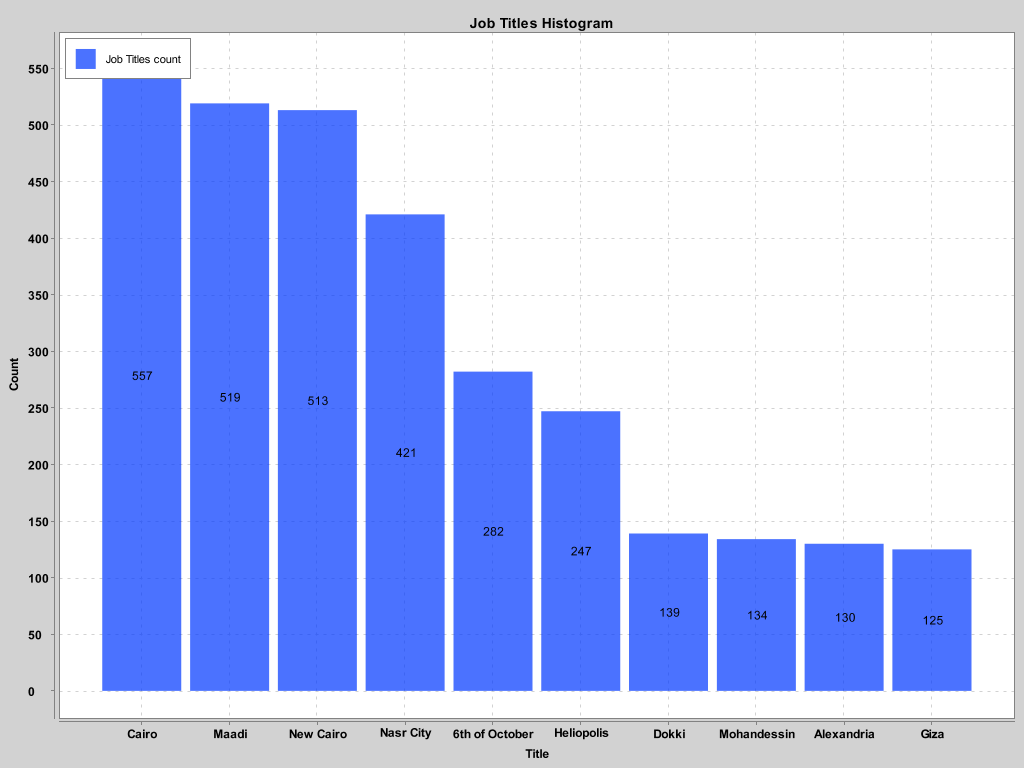 Job Titles Histogram
Job Titles count
550
500
450
400
350
300
250
200
150
100
50
0
Count
557
519
513
421
282
247
139
134
130
125
Cairo
Maadi
New Cairo
Nasr City
6th of October
Heliopolis
Dokki
Mohandessin
Alexandria
Giza
Title